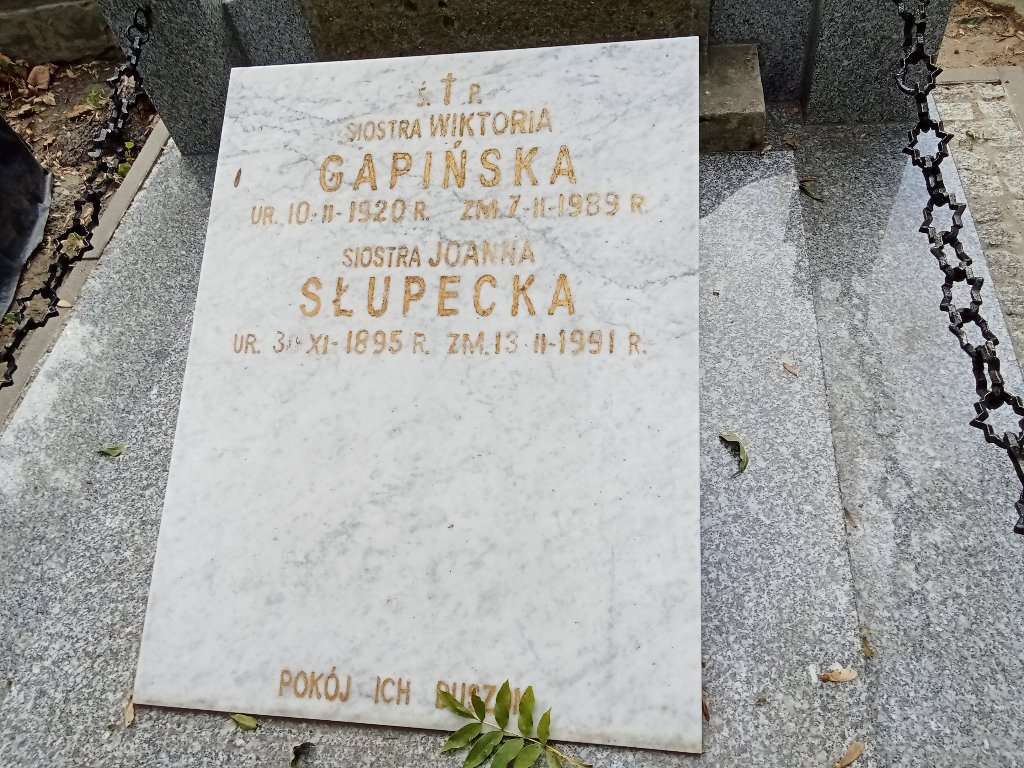 Ś. † P.
SIOSTRA WIKTORIA
GAPIŃSKA
UR. 10-II-1920 R. ZM. 7-II-1989 R.
SIOSTRA JOANNA
SŁUPECKA
UR. XI-1895 R. ZM. 13-II-1991 R.
POKÓJ ICH